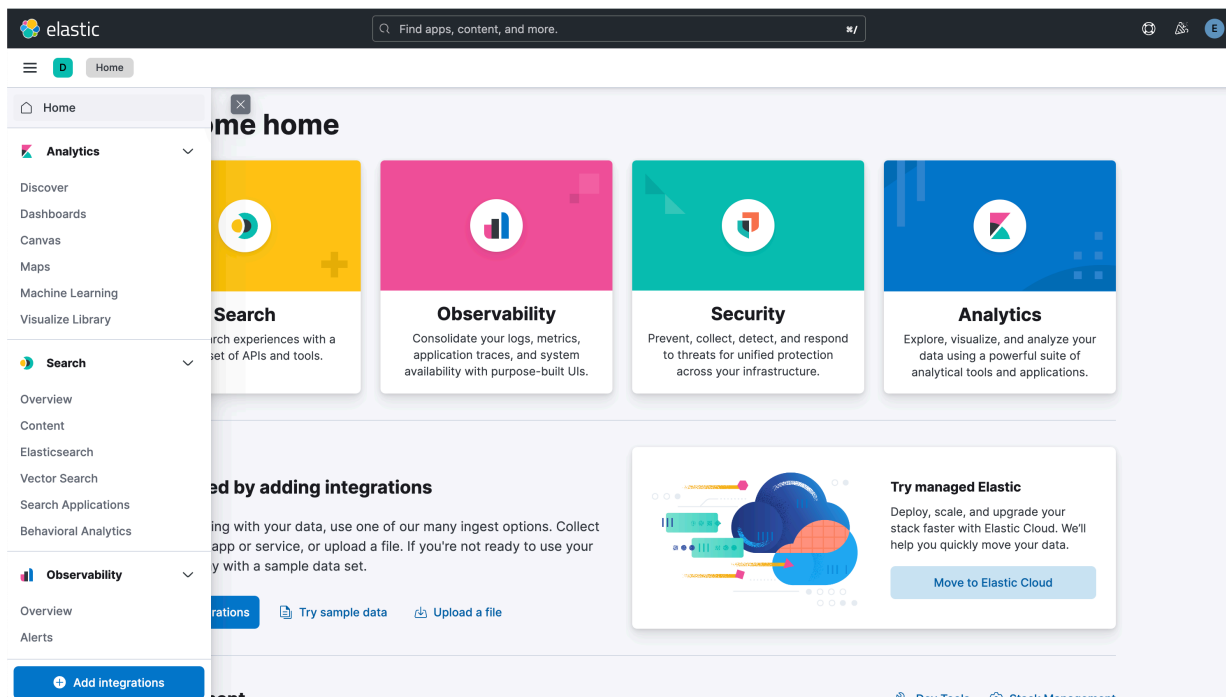 elastic
Find apps, content, and more.
⌘/
E
D
Home
Home
Analytics
Discover
Dashboards
Canvas
Maps
Machine Learning
Visualize Library
Search
Overview
Content
Elasticsearch
Vector Search
Search Applications
Behavioral Analytics
Observability
Overview
Alerts
Add integrations
home
Search
experiences with a
set of APIs and tools.
Observability
Consolidate your logs, metrics,
application traces, and system
availability with purpose-built UIs.
Security
Prevent, collect, detect, and respond
to threats for unified protection
across your infrastructure.
Analytics
Explore, visualize, and analyze your
data using a powerful suite of
analytical tools and applications.
by adding integrations
with your data, use one of our many ingest options. Collect
app or service, or upload a file. If you're not ready to use your
with a sample data set.
Try sample data
Upload a file
Try managed Elastic
Deploy, scale, and upgrade your
stack faster with Elastic Cloud. We'll
help you quickly move your data.
Move to Elastic Cloud
Dev Tools
Stack Management